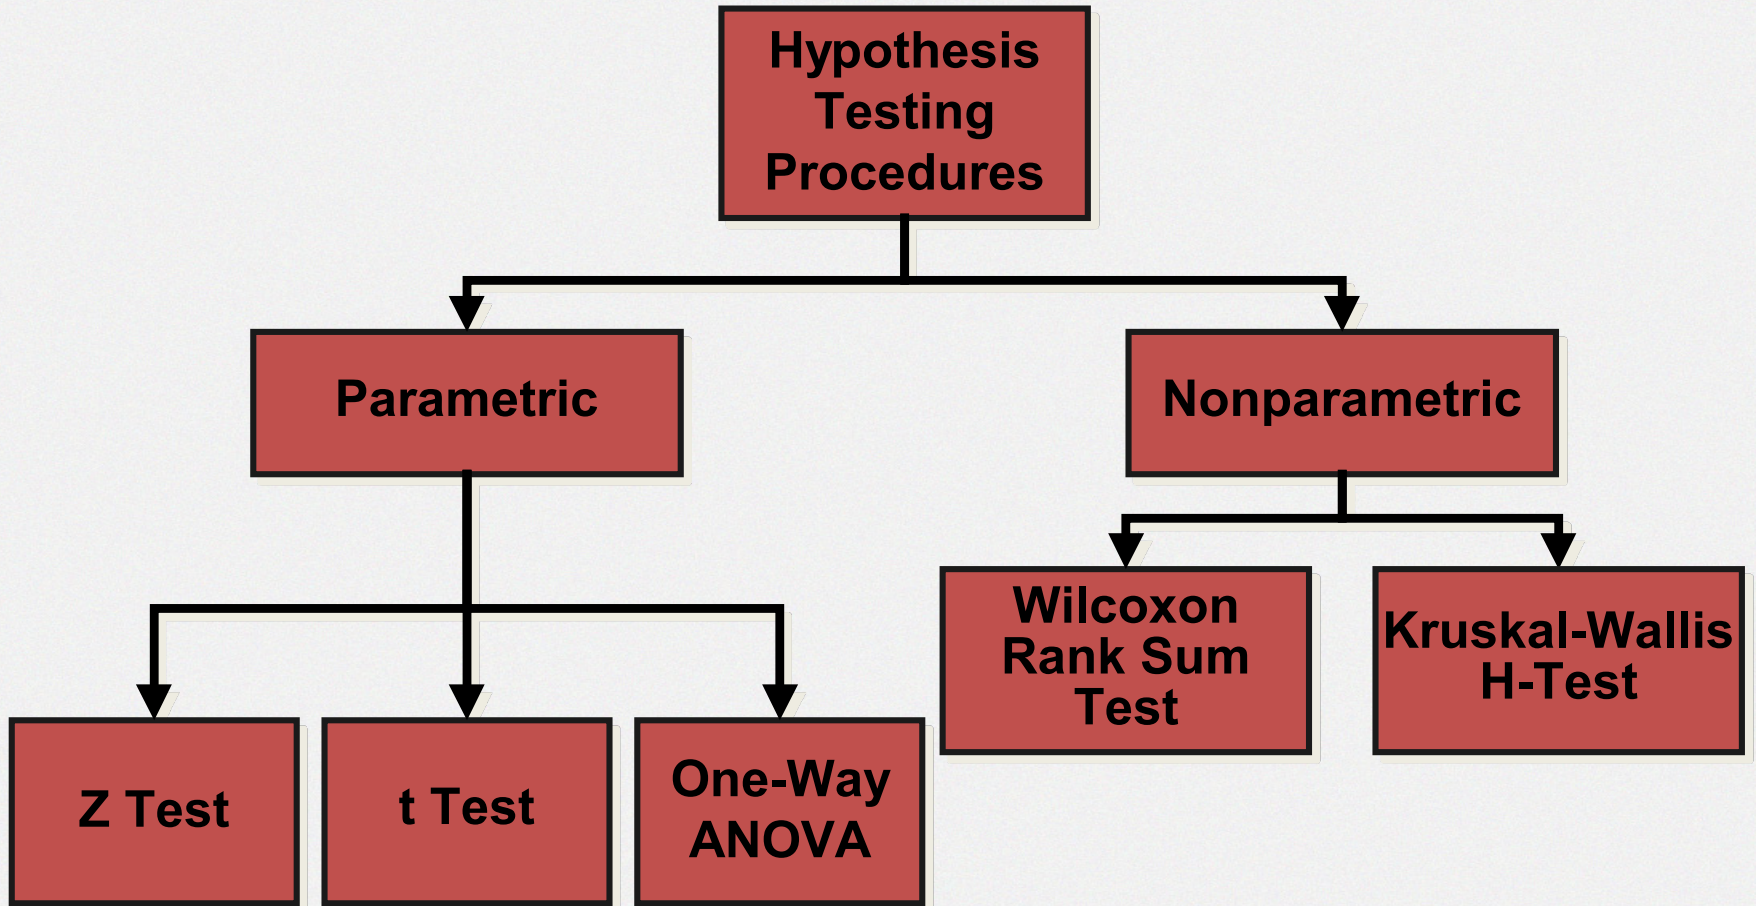 Hypothesis
Testing
Procedures
Parametric
Nonparametric
Wilcoxon
Rank Sum
Test
Kruskal-Wallis
H-Test
Z Test
t Test
One-Way
ANOVA